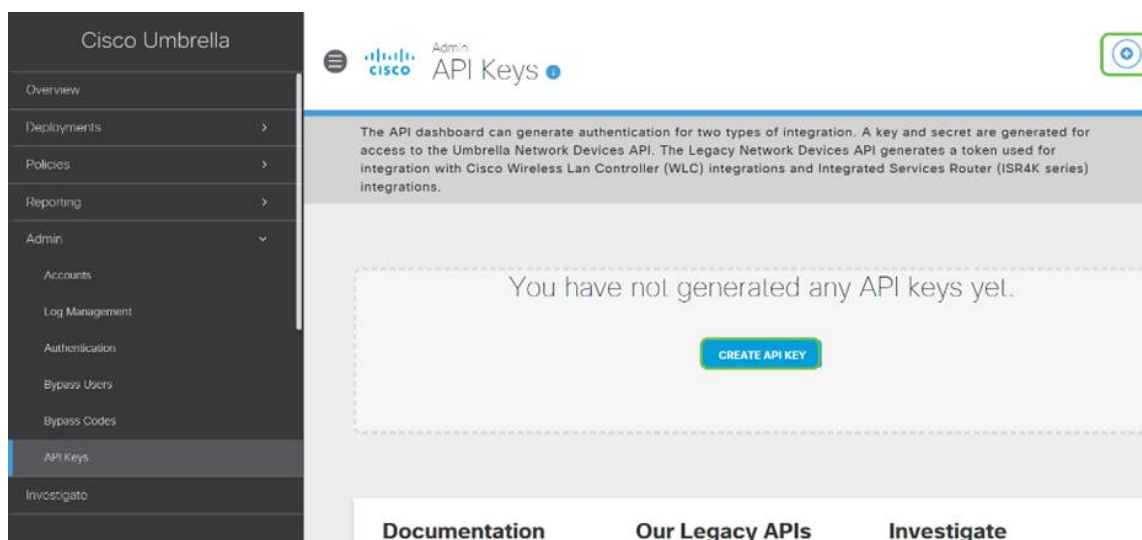 Cisco Umbrella
Overview
Deployments
Policies
Reporting
Admin
Accounts
Log Management
Authentication
Bypass Users
Bypass Codes
API Keys
Investigate
CISCO
Admin
API Keys
The API dashboard can generate authentication for two types of integration. A key and secret are generated for
access to the Umbrella Network Devices API. The Legacy Network Devices API generates a token used for
integration with Cisco Wireless Lan Controller (WLC) integrations and Integrated Services Router (ISR4K series)
integrations.
You have not generated any API keys yet.
CREATE API KEY
Documentation
Our Legacy APIs
Investigate